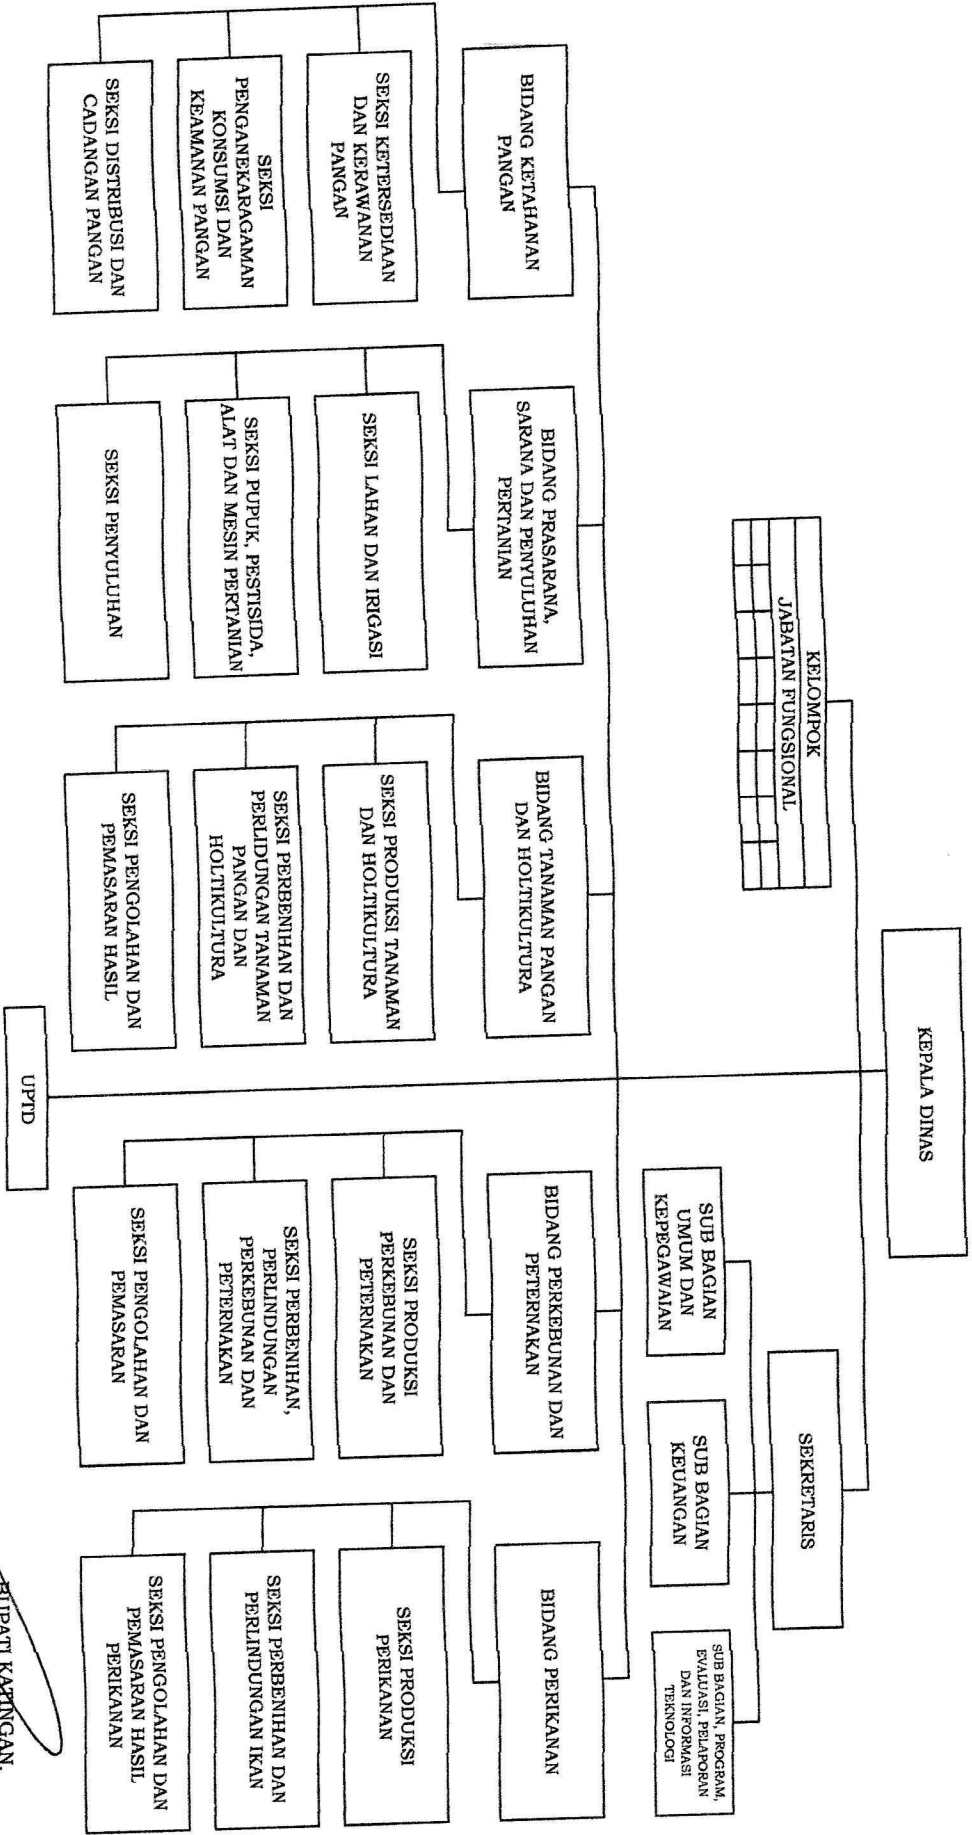 KEPALA DINAS
KELOMPOK
JABATAN FUNGSIONAL
SEKRETARIS
SUB BAGIAN
UMUM DAN
KEPEGAWAIAN
SUB BAGIAN
KEUANGAN
SUB BAGIAN, PROGRAM,
EVALUASI, PELAPORAN
DAN INFORMASI
TEKNOLOGI
BIDANG KETAHANAN
PANGAN
SEKSI KETERSEDIAAN
DAN KERAWANAN
PANGAN
SEKSI
PENGANEKARAGAMAN
KONSUMSI DAN
KEAMANAN PANGAN
SEKSI DISTRIBUSI DAN
CADANGAN PANGAN
BIDANG PRASARANA,
SARANA DAN PENYULUHAN
PERTANIAN
SEKSI LAHAN DAN IRIGASI
SEKSI PUPUK, PESTISIDA,
ALAT DAN MESIN PERTANIAN
SEKSI PENYULUHAN
BIDANG TANAMAN PANGAN
DAN HOLTIKULTURA
SEKSI PRODUKSI TANAMAN
DAN HOLTIKULTURA
SEKSI PERBENIHAN DAN
PERLIDUNGAN TANAMAN
PANGAN DAN
HOLTIKULTURA
SEKSI PENGOLAHAN DAN
PEMASARAN HASIL
BIDANG PERKEBUNAN DAN
PETERNAKAN
SEKSI PRODUKSI
PERKEBUNAN DAN
PETERNAKAN
SEKSI PERBENIHAN,
PERLINDUNGAN
PERKEBUNAN DAN
PETERNAKAN
SEKSI PENGOLAHAN DAN
PEMASARAN
BIDANG PERIKANAN
SEKSI PRODUKSI
PERIKANAN
SEKSI PERBENIHAN DAN
PERLINDUNGAN IKAN
SEKSI PENGOLAHAN DAN
PEMASARAN HASIL
PERIKANAN
UPTD
BUPATI KATINGAN,